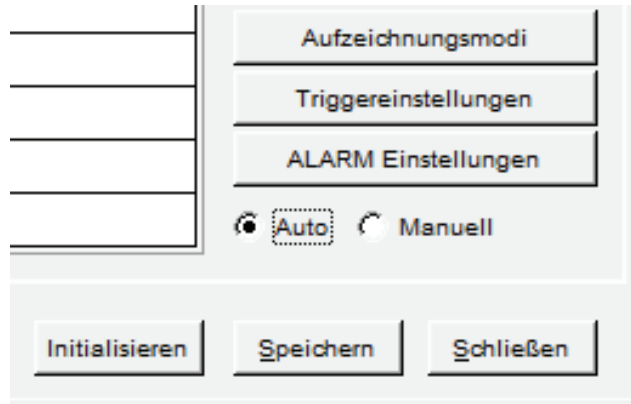 Aufzeichnungsmodi
Triggereinstellungen
ALARM Einstellungen
Auto Manuell
Initialisieren Speichern Schließen